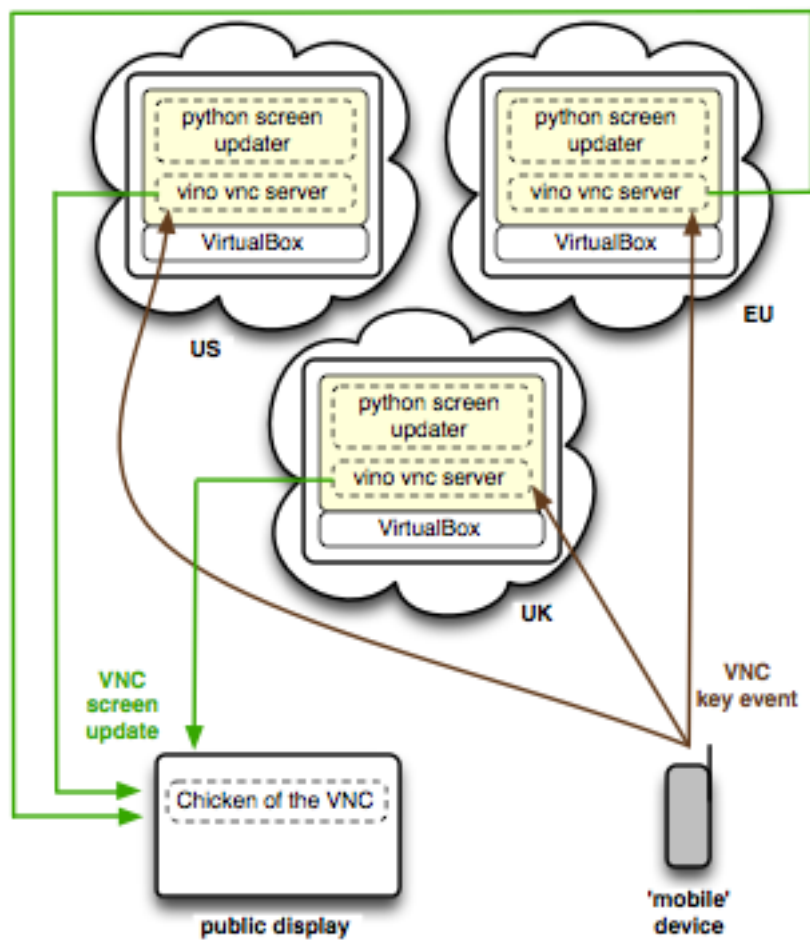 python screen
updater
vino vnc server
VirtualBox
US
python screen
updater
vino vnc server
VirtualBox
EU
python screen
updater
vino vnc server
VirtualBox
UK
VNC
screen
update
VNC
key event
Chicken of the VNC
public display
'mobile'
device